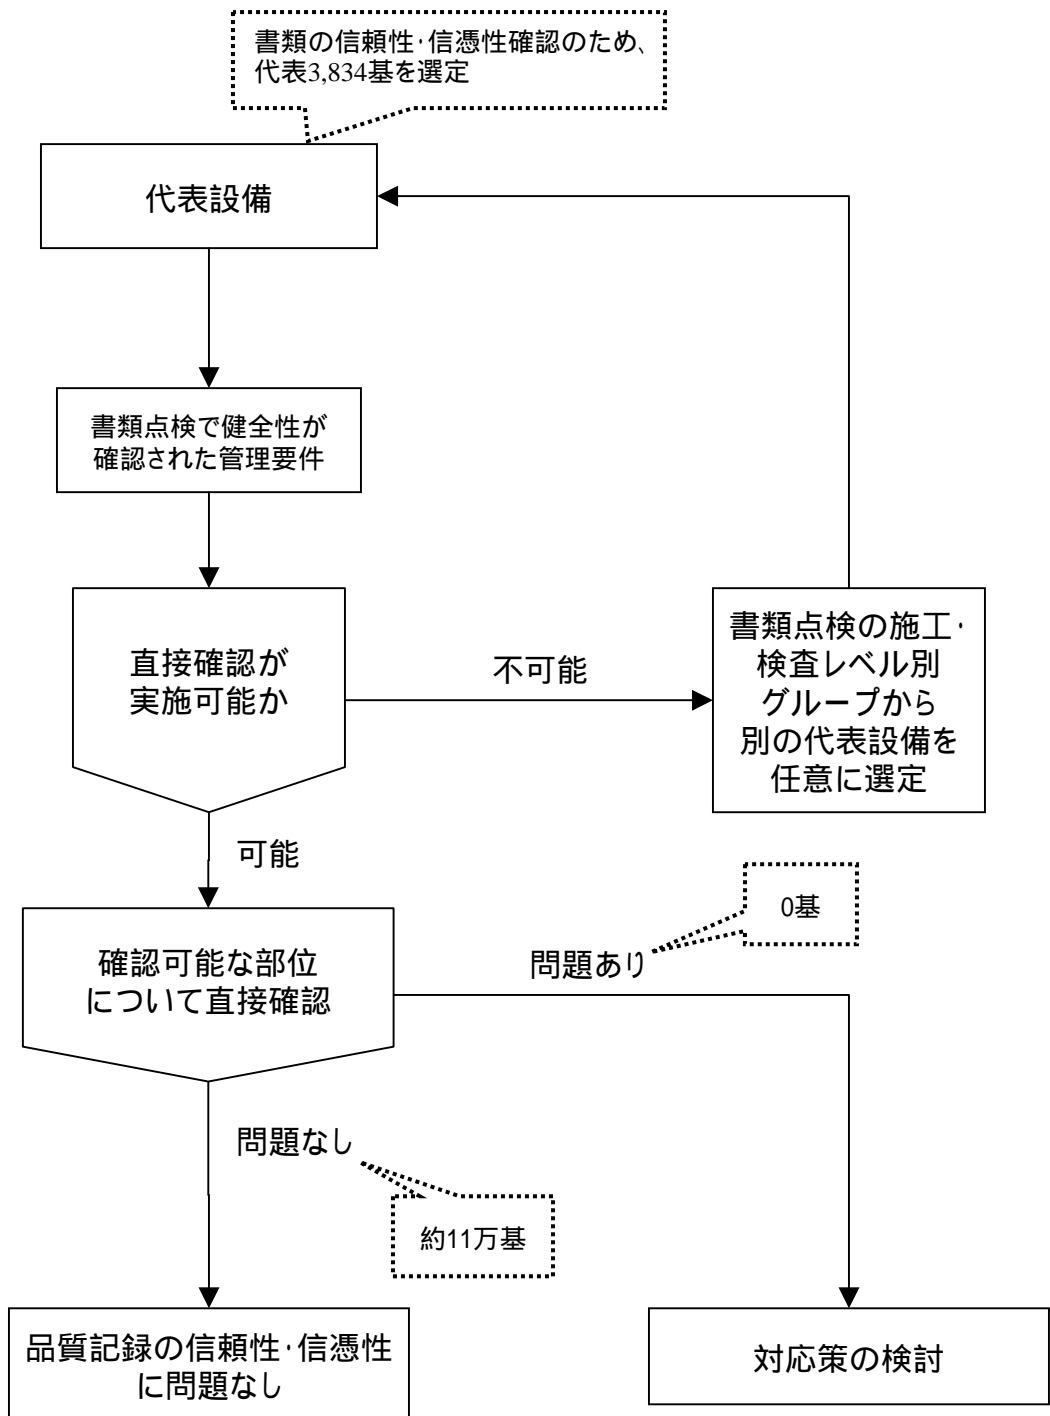 書類の信頼性・信憑性確認のため、
代表3,834基を選定
代表設備
書類点検で健全性が
確認された管理要件
直接確認が
実施可能か
不可能
書類点検の施工・
検査レベル別
グループから
別の代表設備を
任意に選定
可能
確認可能な部位
について直接確認
問題あり
0基
問題なし
約11万基
品質記録の信頼性・信憑性
に問題なし
対応策の検討